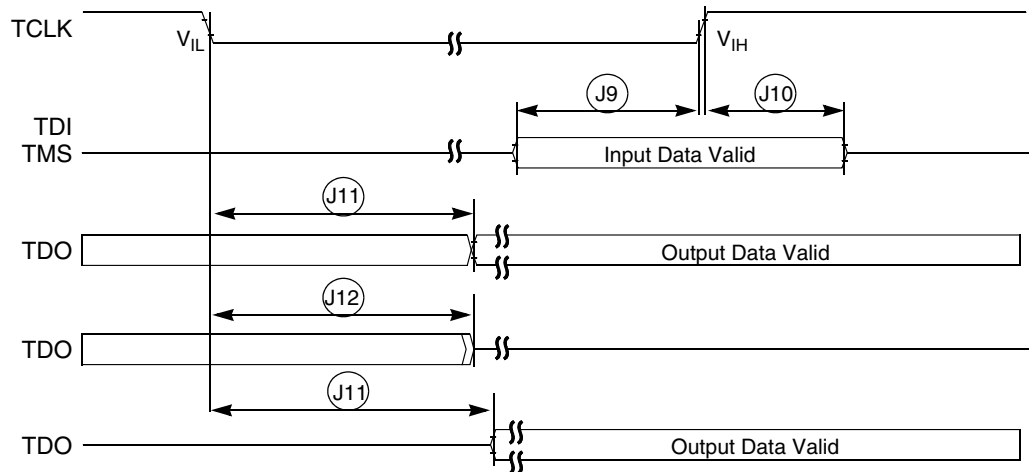 TCLK
V_IL
V_IH
J9
J10
TDI
TMS
Input Data Valid
J11
TDO
Output Data Valid
J12
TDO
J11
TDO
Output Data Valid